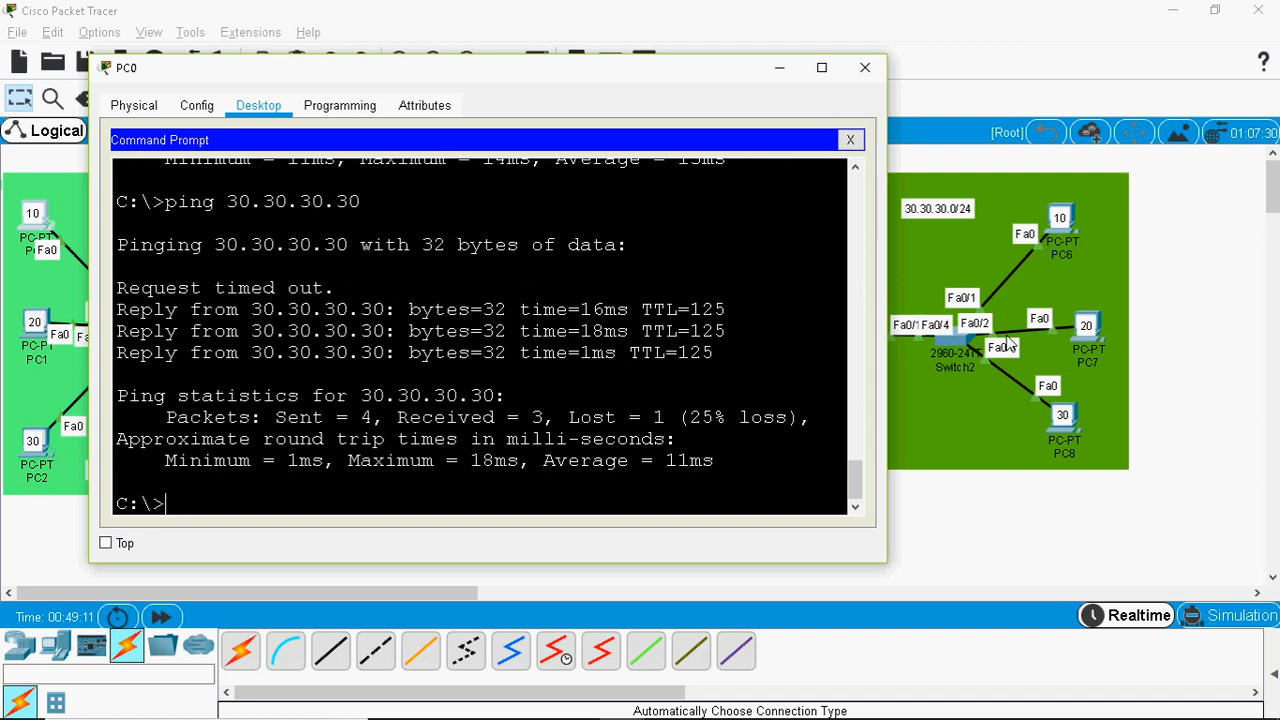 Cisco Packet Tracer
File Edit Options View Tools Extensions Help
?
PC0
Physical Config Desktop Programming Attributes
Command Prompt
X
Minimum = 11ms, Maximum = 14ms, Average = 13ms
C:\>ping 30.30.30.30
Pinging 30.30.30.30 with 32 bytes of data:
Request timed out.
Reply from 30.30.30.30: bytes=32 time=16ms TTL=125
Reply from 30.30.30.30: bytes=32 time=18ms TTL=125
Reply from 30.30.30.30: bytes=32 time=1ms TTL=125
Ping statistics for 30.30.30.30:
Packets: Sent = 4, Received = 3, Lost = 1 (25% loss),
Approximate round trip times in milli-seconds:
Minimum = 1ms, Maximum = 18ms, Average = 11ms
C:\>
Top
Logical
[Root]
01:07:30
10
PC-PT
Fa0
20
Fa0
PC1
Fa0
30
PC-PT
PC2
30.30.30.0/24
10
Fa0
PC-PT
PC6
Fa0/1
Fa0/1 Fa0/4
Fa0/2
Fa0
20
PC-PT
PC7
Switch2
Fa0
30
PC-PT
PC8
Time: 00:49:11
Realtime
Simulation
Automatically Choose Connection Type